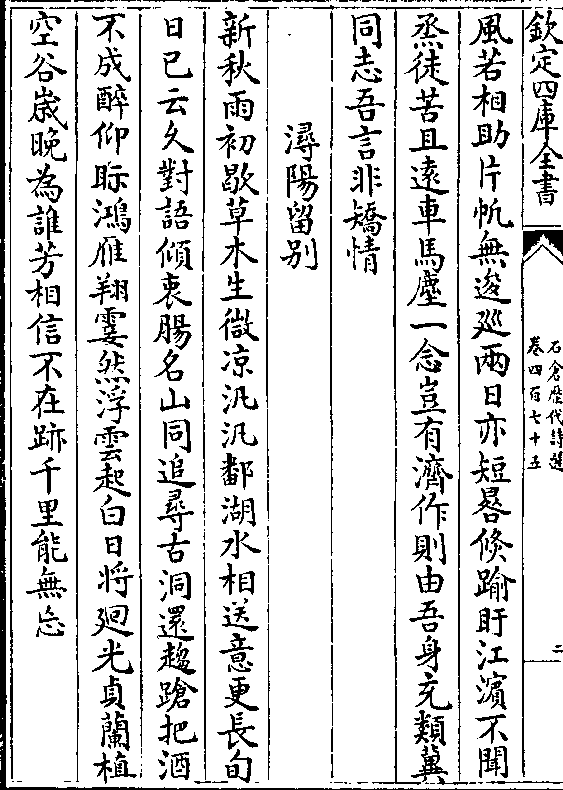 欽定四庫全書
石倉歴代詩選
卷四百七十五
二
風若相助片帆無逡廵兩日亦短晷倐踰盱江濵不聞
烝徒苦且逺車馬塵一念豈有濟作則由吾身充類冀
同志吾言非矯情
潯陽留别
新秋雨初歇草木生微凉汎汎鄱湖水相送意更長旬
日已云久對語傾衷腸名山同追尋古洞還趨蹌把酒
不成醉仰眎鴻雁翔霎然浮雲起白日将廻光貞蘭植
空谷嵗晚為誰芳相信不在跡千里能無忘